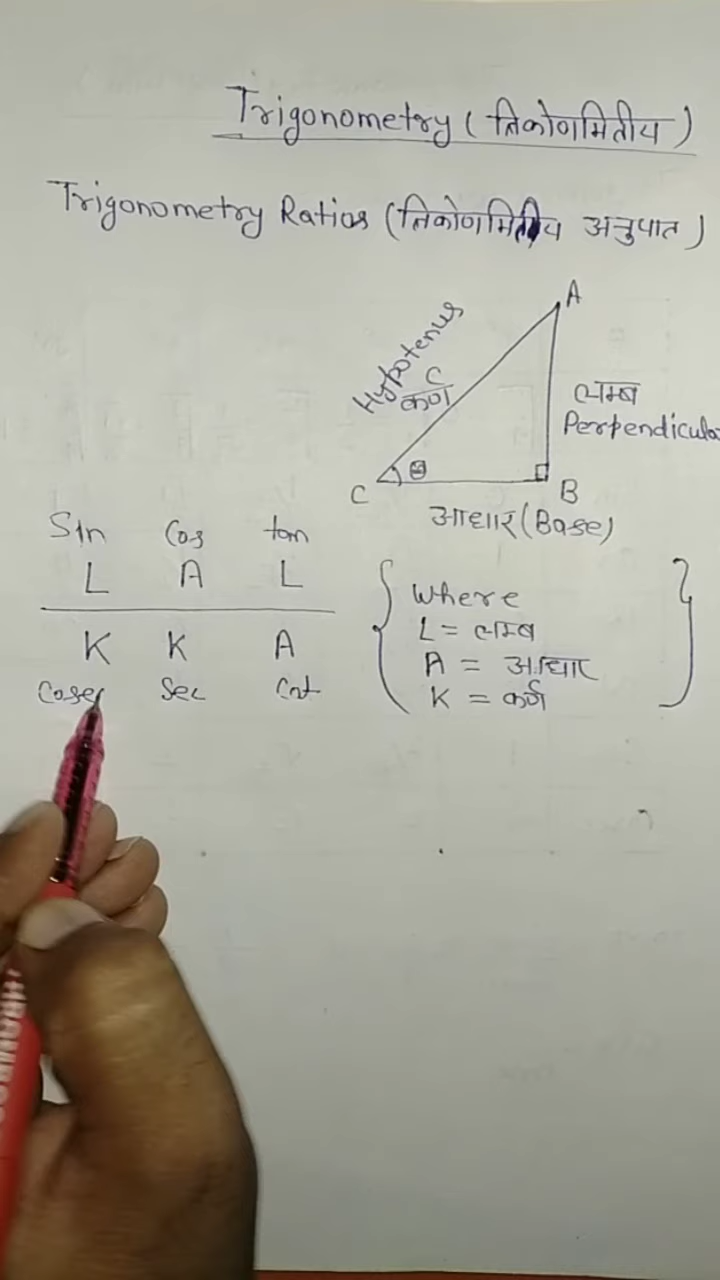 Trigonometry (त्रिकोणमितीय)
Trigonometry Ratios (त्रिकोणमितीय अनुपात)
A
Hypotenus
C
कर्ण
लम्ब
Perpendicular
θ
C
B
आधार (Base)
Sin Cos tan
L A L
K K A
Cosec Sec Cot
Where
L = लम्ब
A = आधार
K = कर्ण